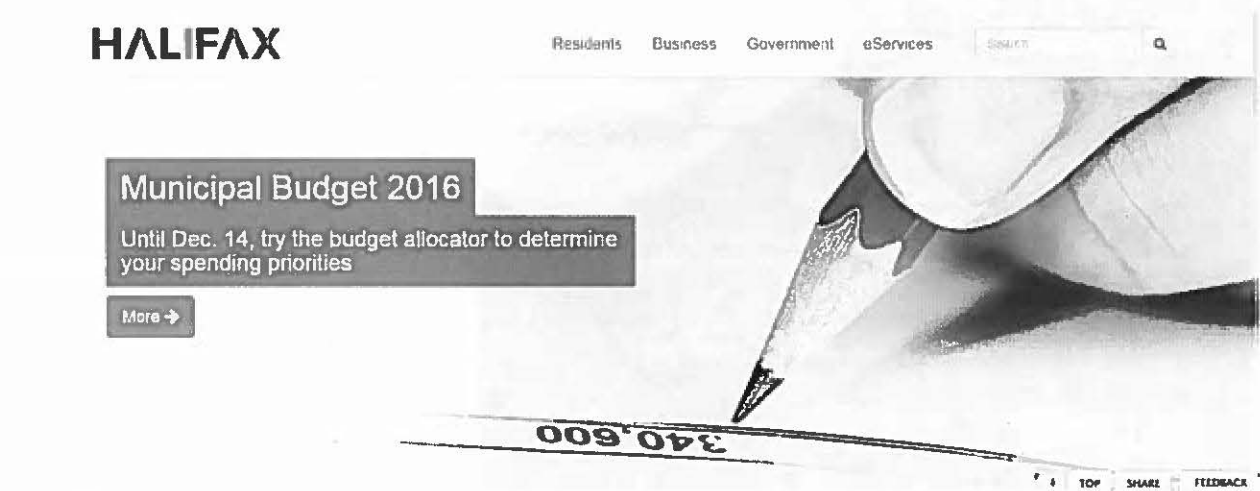 HALIFAX
Residents Business Government eServices Search
Municipal Budget 2016
Until Dec. 14, try the budget allocator to determine
your spending priorities
More →
340,600
TOP SHARE FEEDBACK